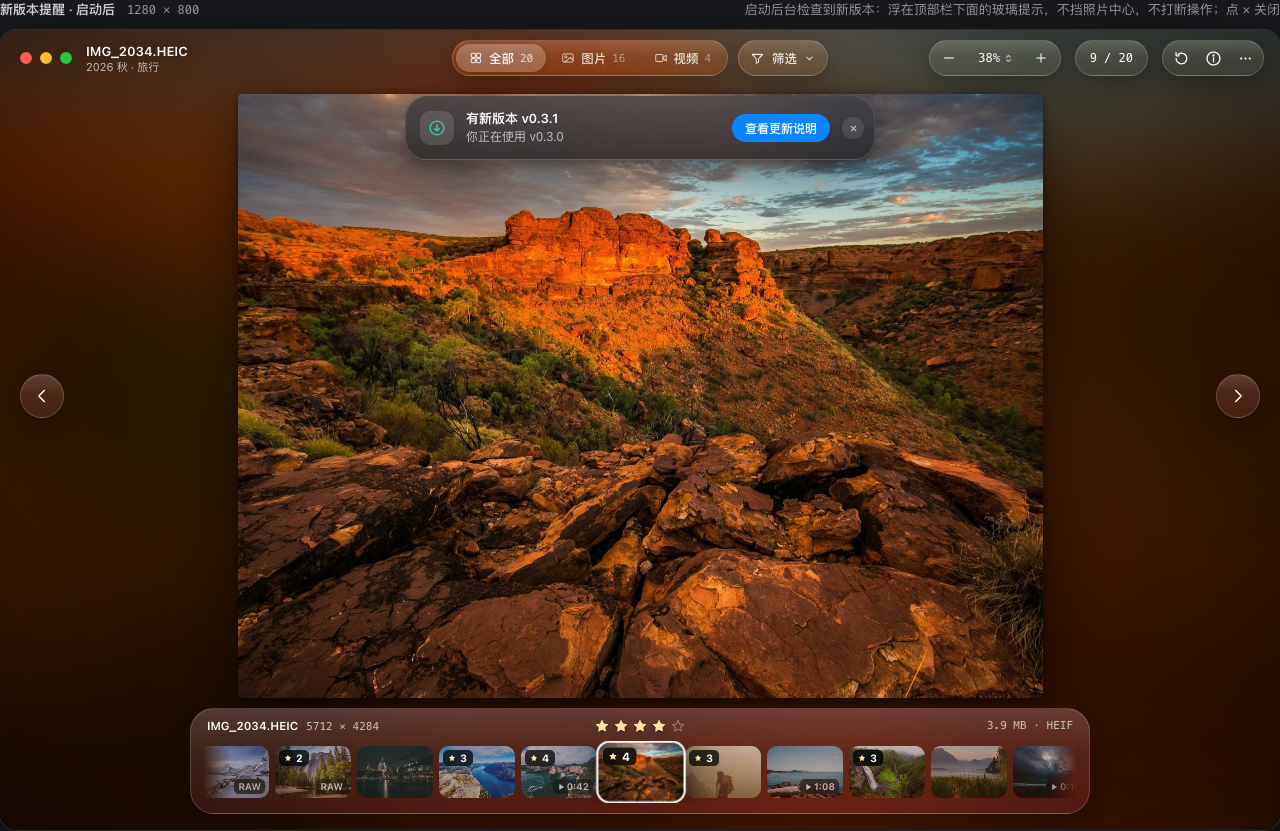 新版本提醒 · 启动后 1280 × 800
启动后台检查到新版本：浮在顶部栏下面的玻璃提示，不挡照片中心，不打断操作；点 × 关闭
IMG_2034.HEIC
2026 秋 · 旅行
全部 20 图片 16 视频 4 筛选
38%
9 / 20
有新版本 v0.3.1
你正在使用 v0.3.0
查看更新说明
IMG_2034.HEIC 5712 × 4284
3.9 MB · HEIF
RAW
2
RAW
3
4
0:42
4
3
1:08
3